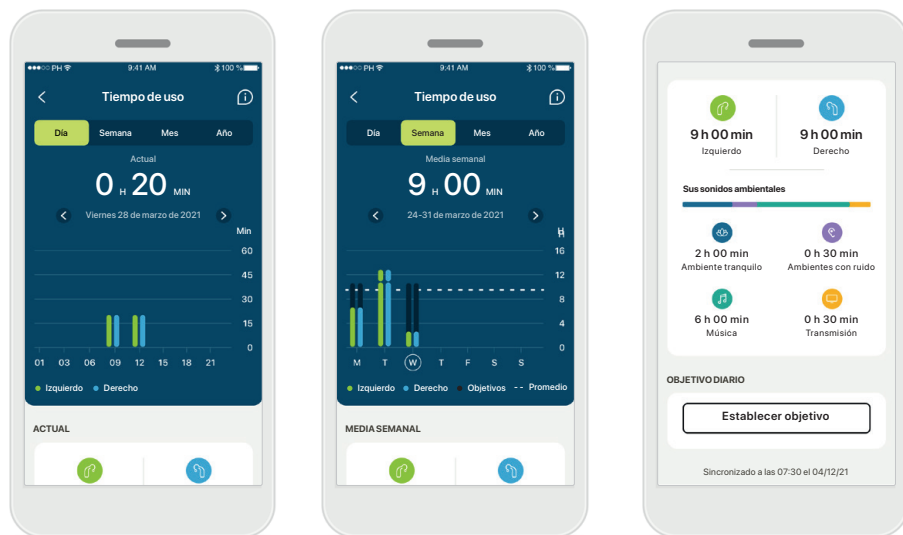 PH 9:41 AM 100 %
Tiempo de uso
Día Semana Mes Año
Actual
0 H 20 MIN
Viernes 28 de marzo de 2021
Min
60
45
30
15
0
01 03 06 09 12 15 18 21
Izquierdo Derecho
ACTUAL
PH 9:41 AM 100 %
Tiempo de uso
Día Semana Mes Año
Media semanal
9 H 00 MIN
24-31 de marzo de 2021
H
16
12
8
4
0
M T W T F S S
Izquierdo Derecho Objetivos -- Promedio
MEDIA SEMANAL
9 h 00 min 9 h 00 min
Izquierdo Derecho
Sus sonidos ambientales
2 h 00 min 0 h 30 min
Ambiente tranquilo Ambientes con ruido
6 h 00 min 0 h 30 min
Música Transmisión
OBJETIVO DIARIO
Establecer objetivo
Sincronizado a las 07:30 el 04/12/21